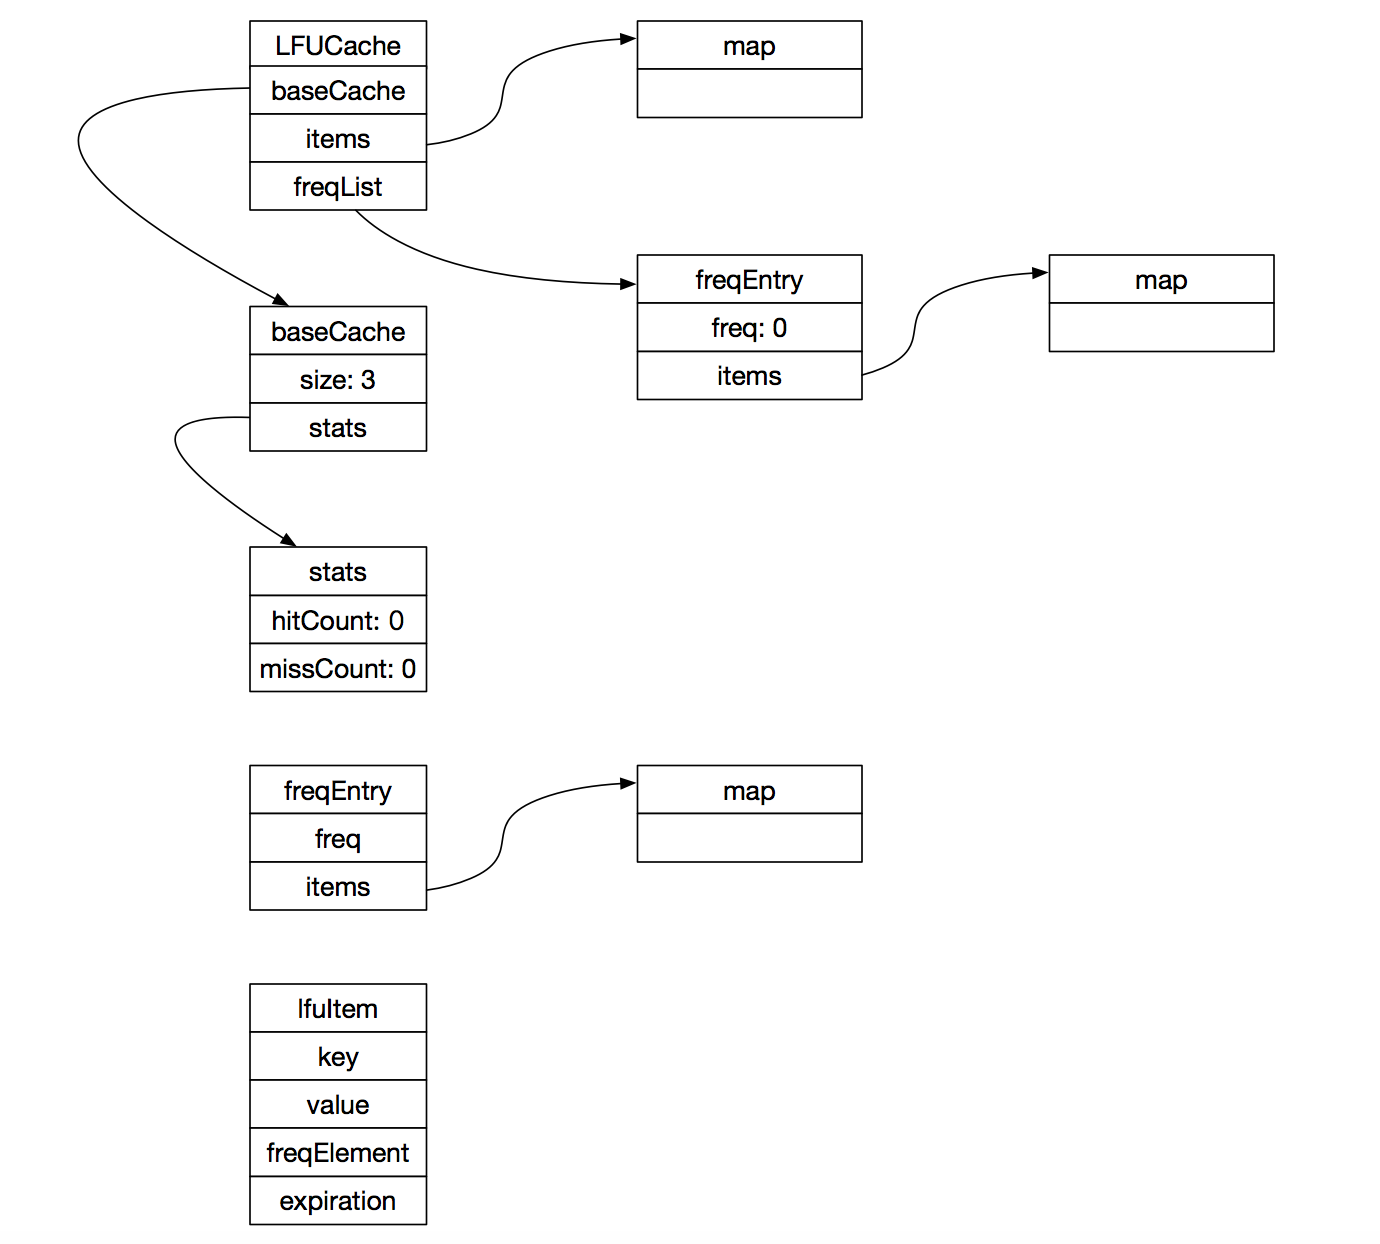 LFUCache
baseCache
items
freqList
map
freqEntry
freq: 0
items
map
baseCache
size: 3
stats
stats
hitCount: 0
missCount: 0
freqEntry
freq
items
map
lfuItem
key
value
freqElement
expiration